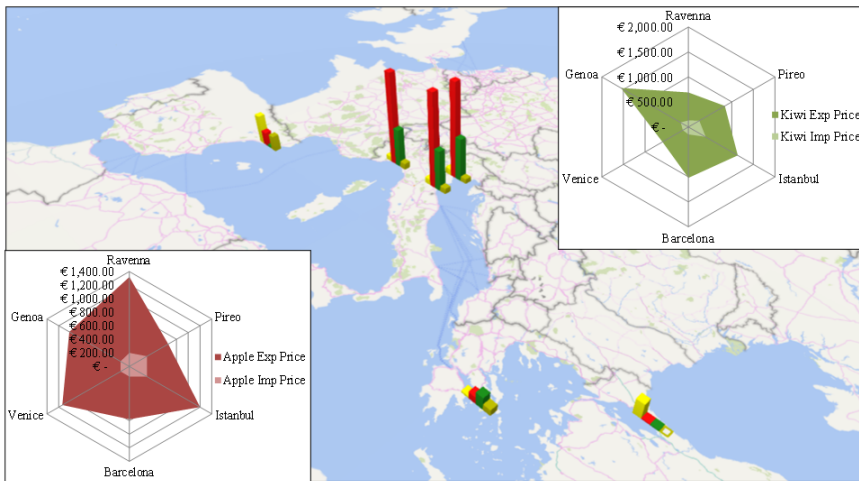 Ravenna
€ 2,000.00
€ 1,500.00
€ 1,000.00
€ 500.00
€ -
Genoa
Pireo
Kiwi Exp Price
Kiwi Imp Price
Venice
Istanbul
Barcelona
Ravenna
€ 1,400.00
€ 1,200.00
€ 1,000.00
€ 800.00
€ 600.00
€ 400.00
€ 200.00
€ -
Genoa
Pireo
Apple Exp Price
Apple Imp Price
Venice
Istanbul
Barcelona